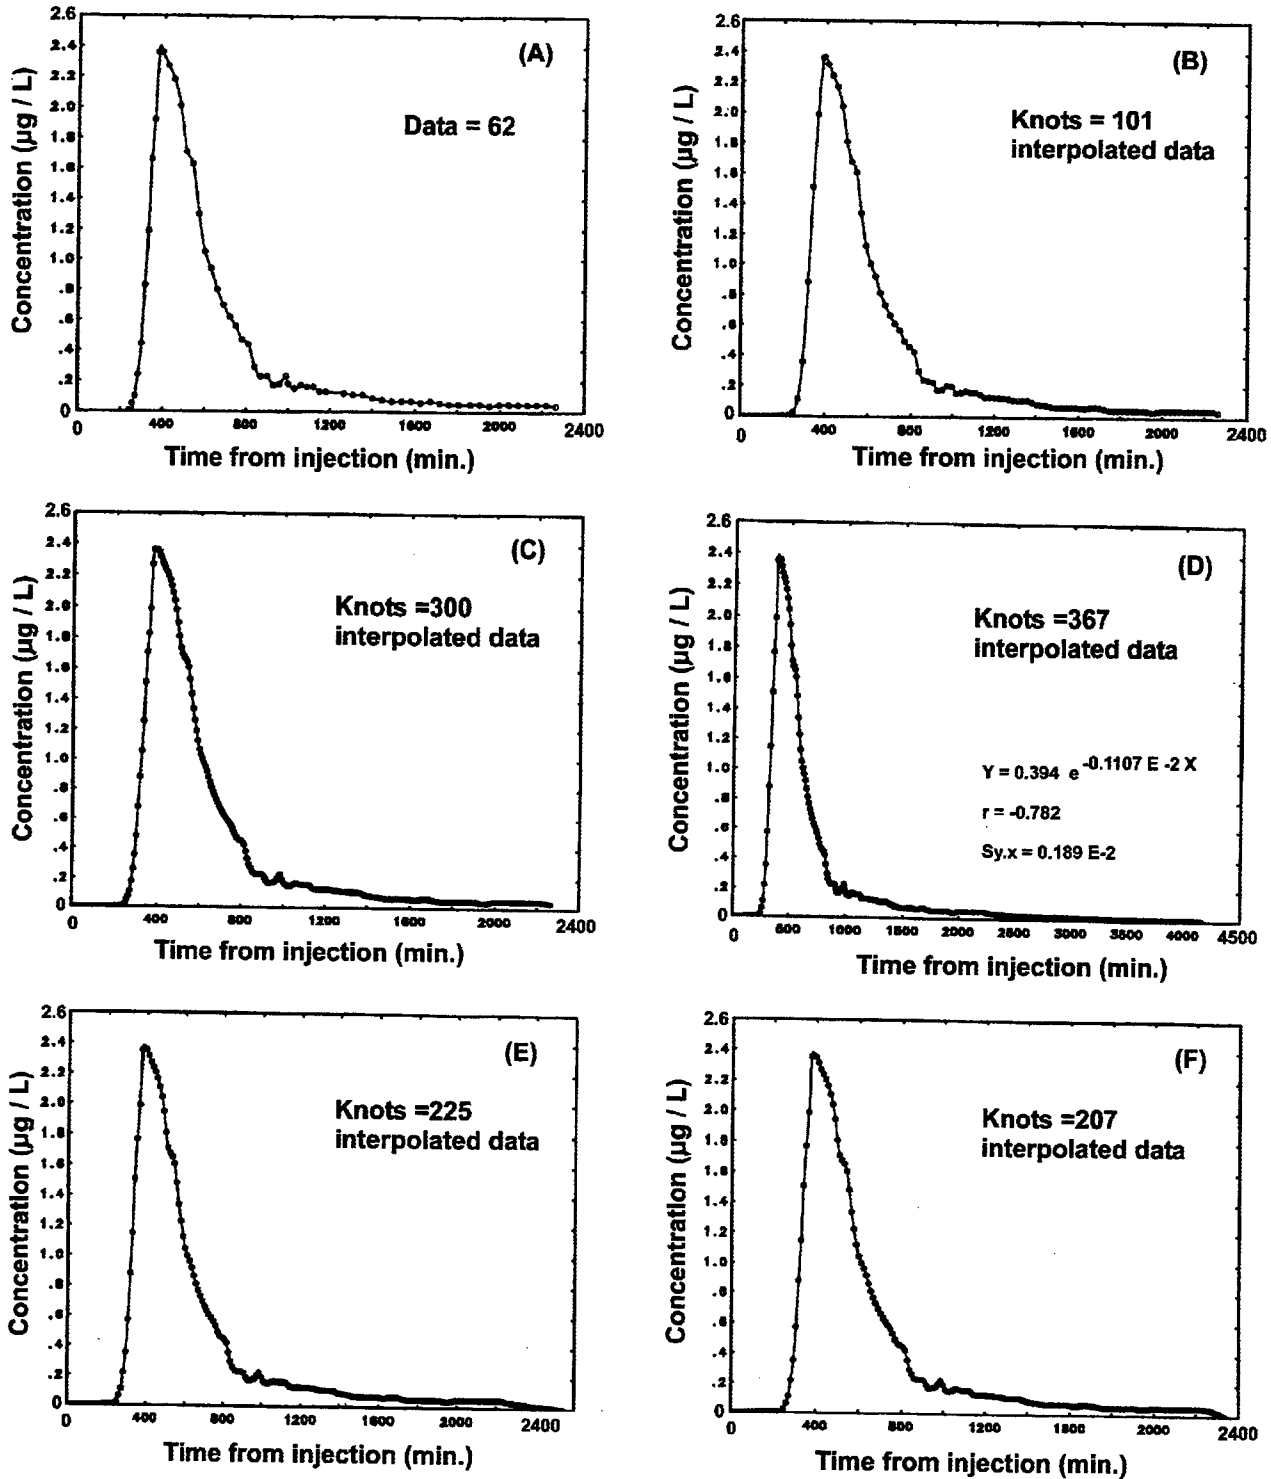 2.6
2.4
2.2
2.0
1.8
1.6
1.4
1.2
1.0
.8
.6
.4
.2
0
Concentration (µg / L)
(A)
Data = 62
0 400 800 1200 1600 2000 2400
Time from injection (min.)
2.6
2.4
2.2
2.0
1.8
1.6
1.4
1.2
1.0
.8
.6
.4
.2
0
Concentration (µg / L)
(B)
Knots = 101
interpolated data
0 400 800 1200 1600 2000 2400
Time from injection (min.)
2.6
2.4
2.2
2.0
1.8
1.6
1.4
1.2
1.0
.8
.6
.4
.2
0
Concentration (µg / L)
(C)
Knots =300
interpolated data
0 400 800 1200 1600 2000 2400
Time from injection (min.)
2.6
2.4
2.2
2.0
1.8
1.6
1.4
1.2
1.0
.8
.6
.4
.2
0
Concentration (µg / L)
(D)
Knots =367
interpolated data
Y = 0.394 e -0.1107 E -2 X
r = -0.782
Sy.x = 0.189 E-2
0 500 1000 1500 2000 2500 3000 3500 4000 4500
Time from injection (min.)
2.6
2.4
2.2
2.0
1.8
1.6
1.4
1.2
1.0
.8
.6
.4
.2
0
Concentration (µg / L)
(E)
Knots =225
interpolated data
0 400 800 1200 1600 2000 2400
Time from injection (min.)
2.6
2.4
2.2
2.0
1.8
1.6
1.4
1.2
1.0
.8
.6
.4
.2
0
Concentration (µg / L)
(F)
Knots =207
interpolated data
0 400 800 1200 1600 2000 2400
Time from injection (min.)